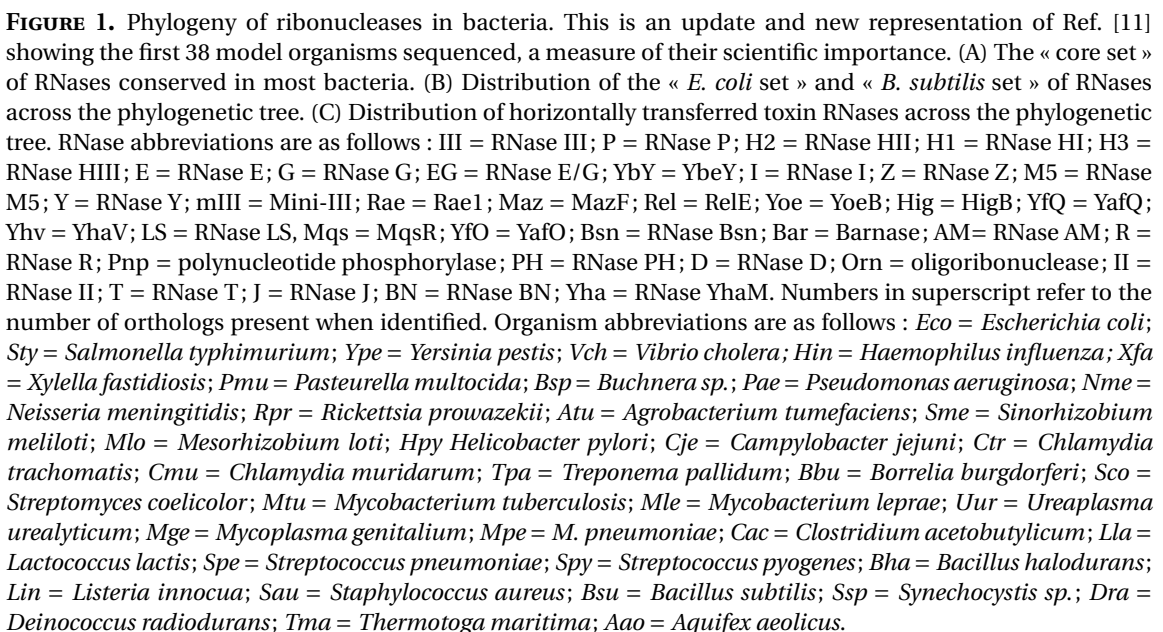 FIGURE 1. Phylogeny of ribonucleases in bacteria. This is an update and new representation of Ref. [11]
showing the first 38 model organisms sequenced, a measure of their scientific importance. (A) The « core set »
of RNases conserved in most bacteria. (B) Distribution of the « E. coli set » and « B. subtilis set » of RNases
across the phylogenetic tree. (C) Distribution of horizontally transferred toxin RNases across the phylogenetic
tree. RNase abbreviations are as follows : III = RNase III; P = RNase P; H2 = RNase HII; H1 = RNase HI; H3 =
RNase HIII; E = RNase E; G = RNase G; EG = RNase E/G; YbY = YbeY; I = RNase I; Z = RNase Z; M5 = RNase
M5; Y = RNase Y; mIII = Mini-III; Rae = Rae1; Maz = MazF; Rel = RelE; Yoe = YoeB; Hig = HigB; YfQ = YafQ;
Yhv = YhaV; LS = RNase LS, Mqs = MqsR; YfO = YafO; Bsn = RNase Bsn; Bar = Barnase; AM= RNase AM; R =
RNase R; Pnp = polynucleotide phosphorylase; PH = RNase PH; D = RNase D; Orn = oligoribonuclease; II =
RNase II; T = RNase T; J = RNase J; BN = RNase BN; Yha = RNase YhaM. Numbers in superscript refer to the
number of orthologs present when identified. Organism abbreviations are as follows : Eco = Escherichia coli;
Sty = Salmonella typhimurium; Ype = Yersinia pestis; Vch = Vibrio cholera; Hin = Haemophilus influenza; Xfa
= Xylella fastidiosis; Pmu = Pasteurella multocida; Bsp = Buchnera sp.; Pae = Pseudomonas aeruginosa; Nme =
Neisseria meningitidis; Rpr = Rickettsia prowazekii; Atu = Agrobacterium tumefaciens; Sme = Sinorhizobium
meliloti; Mlo = Mesorhizobium loti; Hpy Helicobacter pylori; Cje = Campylobacter jejuni; Ctr = Chlamydia
trachomatis; Cmu = Chlamydia muridarum; Tpa = Treponema pallidum; Bbu = Borrelia burgdorferi; Sco =
Streptomyces coelicolor; Mtu = Mycobacterium tuberculosis; Mle = Mycobacterium leprae; Uur = Ureaplasma
urealyticum; Mge = Mycoplasma genitalium; Mpe = M. pneumoniae; Cac = Clostridium acetobutylicum; Lla =
Lactococcus lactis; Spe = Streptococcus pneumoniae; Spy = Streptococcus pyogenes; Bha = Bacillus halodurans;
Lin = Listeria innocua; Sau = Staphylococcus aureus; Bsu = Bacillus subtilis; Ssp = Synechocystis sp.; Dra =
Deinococcus radiodurans; Tma = Thermotoga maritima; Aao = Aquifex aeolicus.